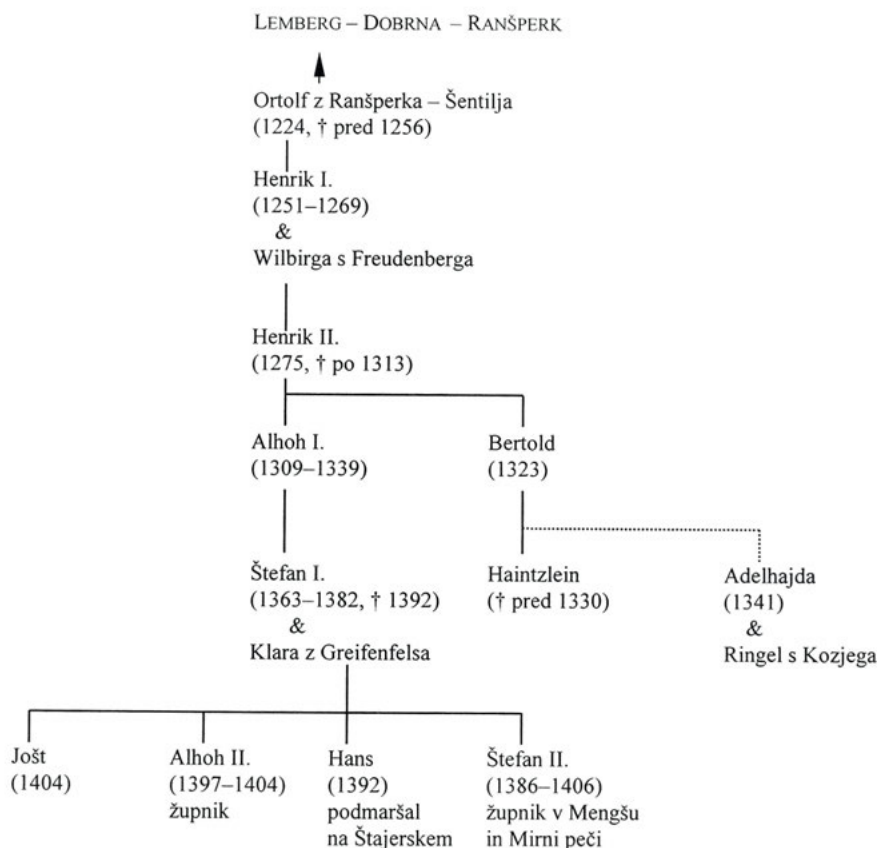 LEMBERG – DOBRNA – RANŠPERK
Ortolf z Ranšperka – Šentilja
(1224, † pred 1256)
Henrik I.
(1251–1269)
&
Wilbirga s Freudenberga
Henrik II.
(1275, † po 1313)
Alhoh I.
(1309–1339)
Bertold
(1323)
Štefan I.
(1363–1382, † 1392)
&
Klara z Greifenfelsa
Haintzlein
(† pred 1330)
Adelhajda
(1341)
&
Ringel s Kozjega
Jošt
(1404)
Alhoh II.
(1397–1404)
župnik
Hans
(1392)
podmaršal
na Štajerskem
Štefan II.
(1386–1406)
župnik v Mengšu
in Mirni peči